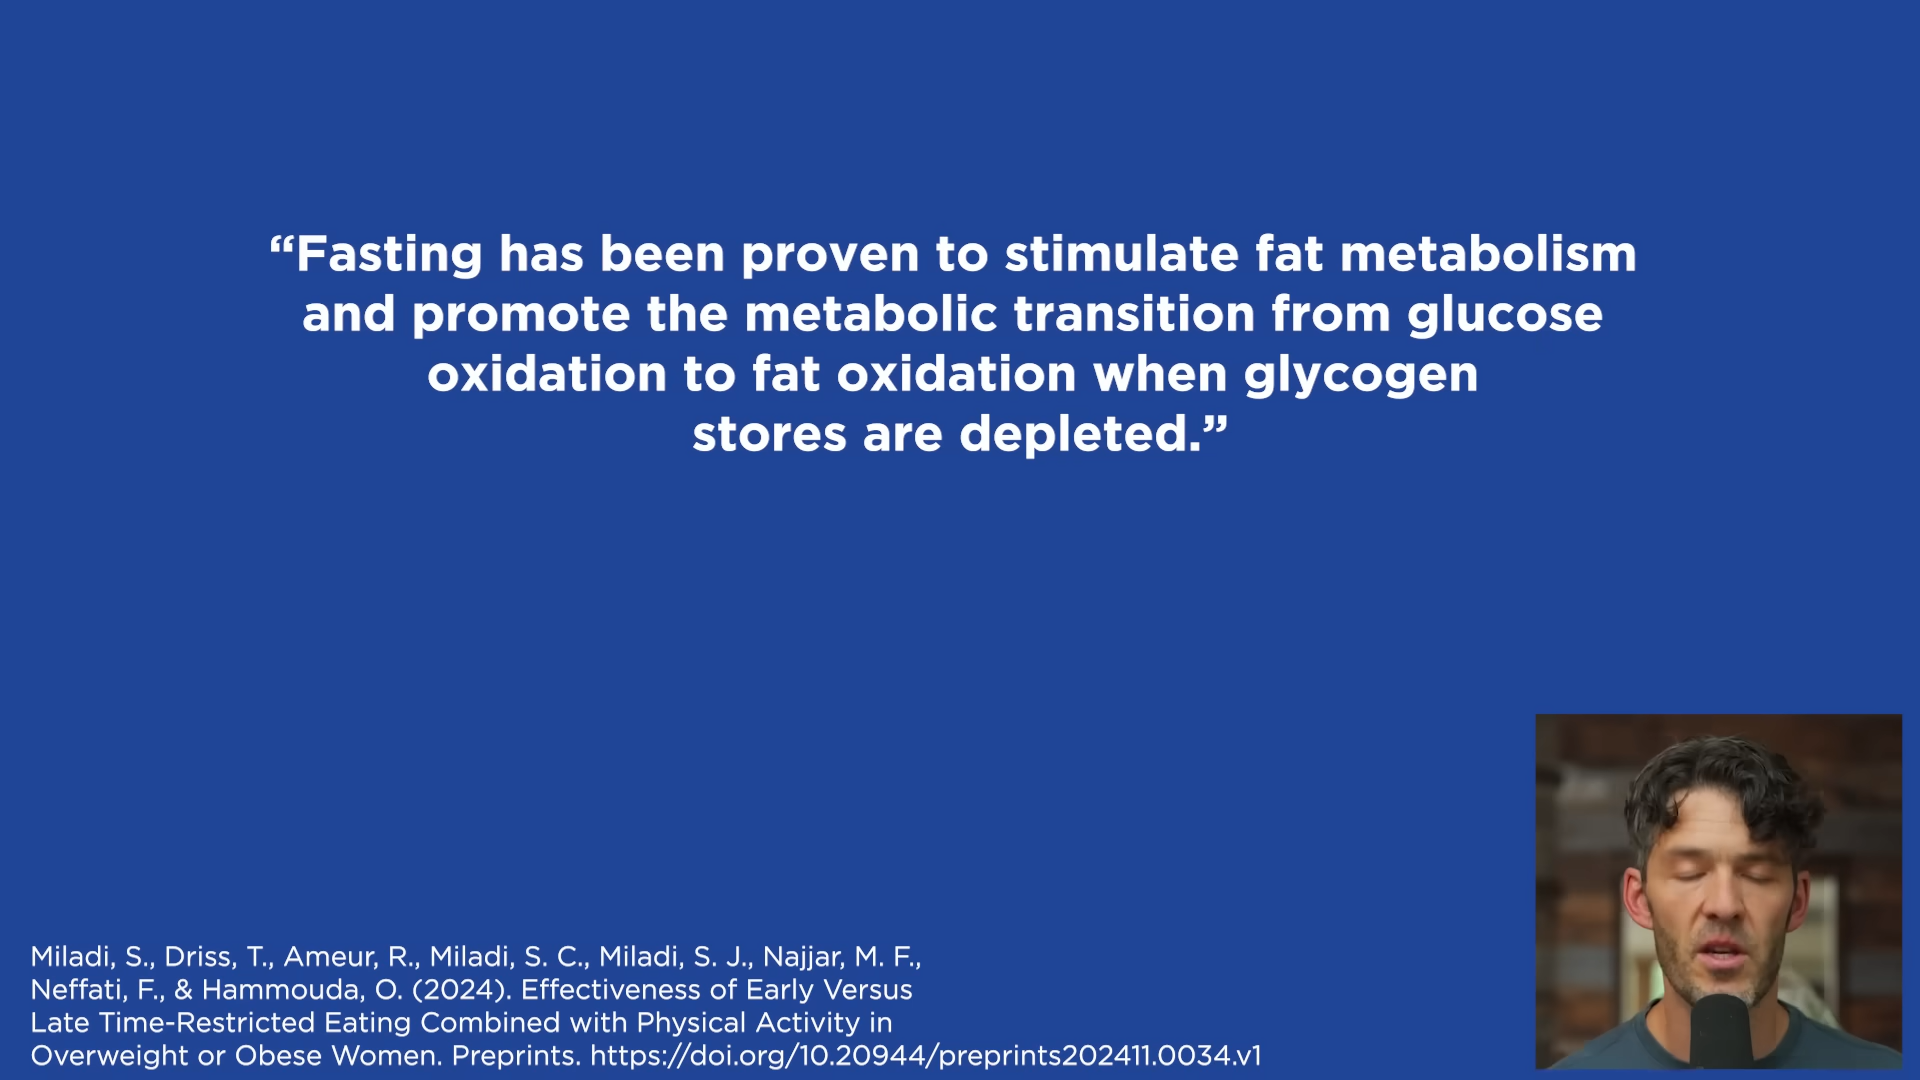 “Fasting has been proven to stimulate fat metabolism
and promote the metabolic transition from glucose
oxidation to fat oxidation when glycogen
stores are depleted.”
Miladi, S., Driss, T., Ameur, R., Miladi, S. C., Miladi, S. J., Najjar, M. F.,
Neffati, F., & Hammouda, O. (2024). Effectiveness of Early Versus
Late Time-Restricted Eating Combined with Physical Activity in
Overweight or Obese Women. Preprints. https://doi.org/10.20944/preprints202411.0034.v1